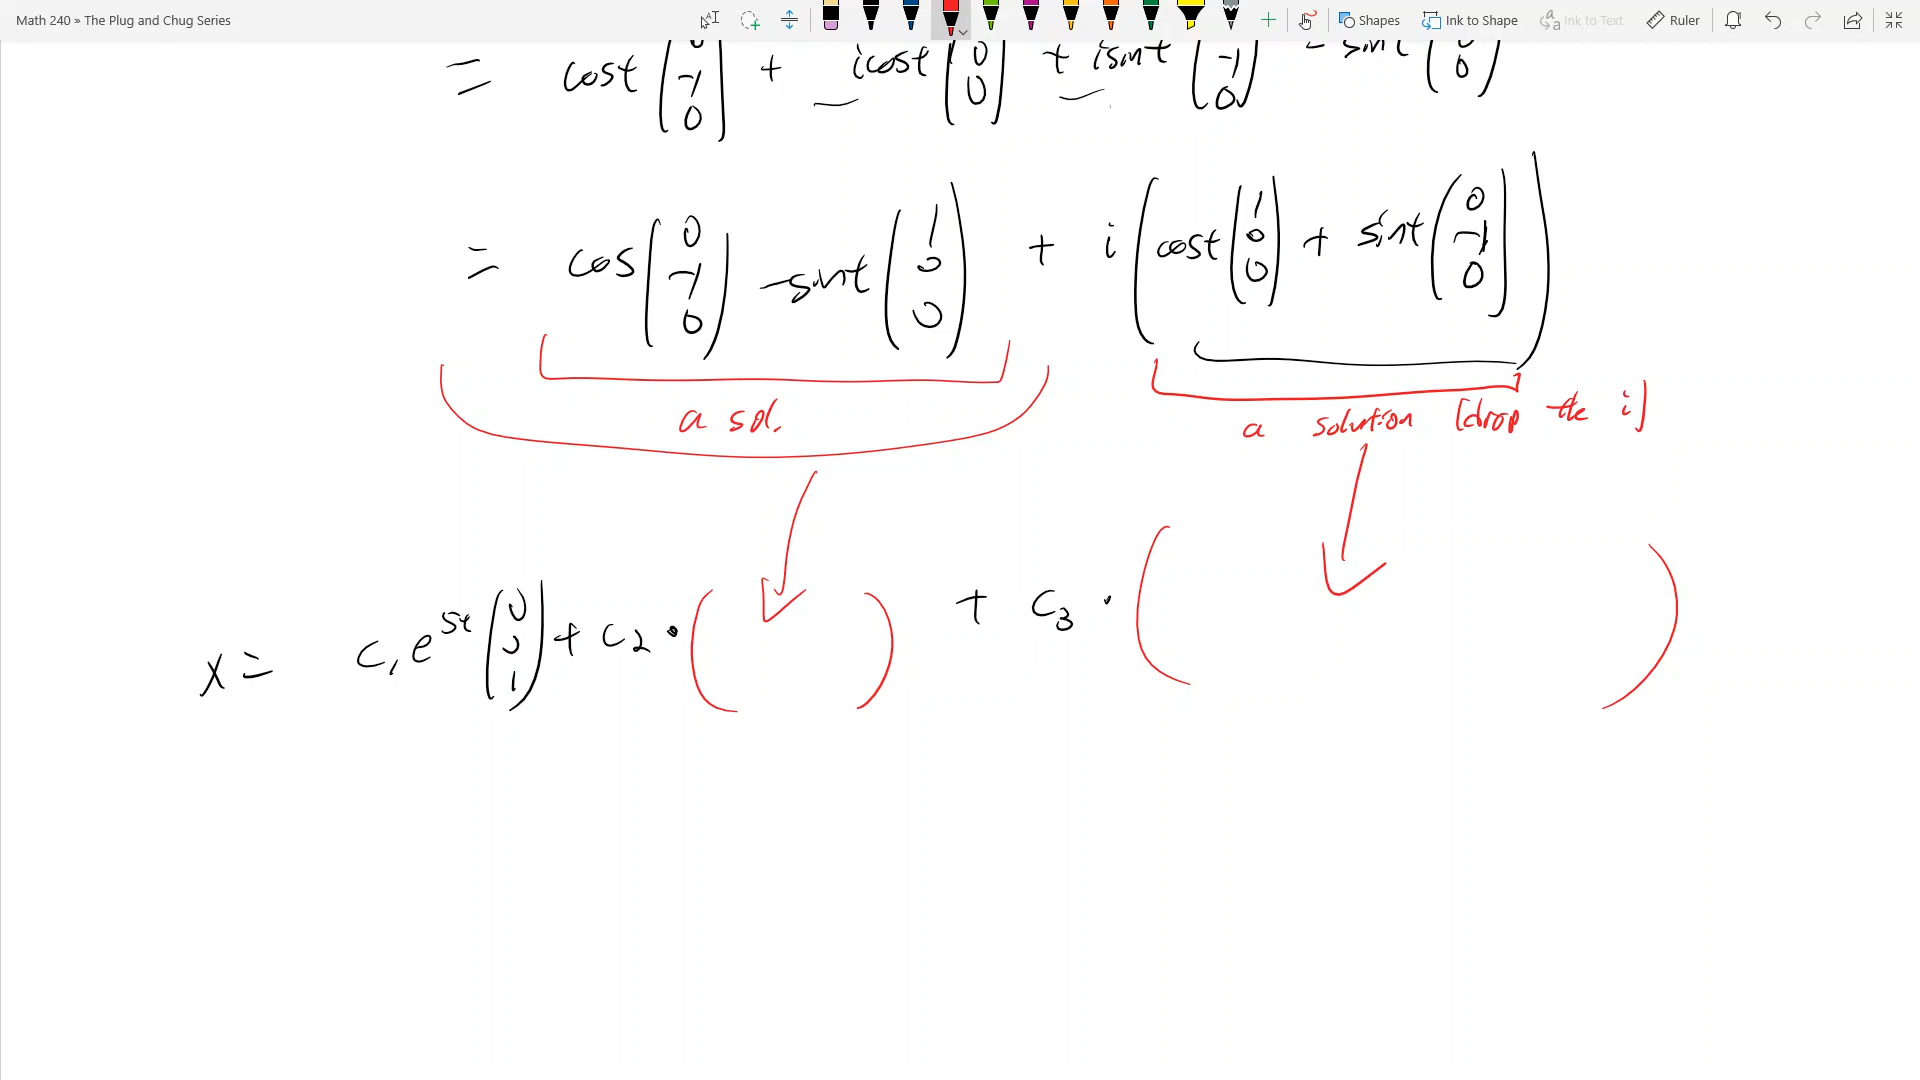 Math 240 » The Plug and Chug Series
Shapes Ink to Shape Ink to Text Ruler
= cost (0 -1 0) + icost (0 0) + isint (-1 0) - sint (0 0)
= cos (0 -1 0) -sint (1 0 0) + i (cost (1 0 0) + sint (0 -1 0))
a sol. a solution [drop the i]
x = c₁e^5t (0 0 1) + c₂ · ( ) + c₃ · ( )